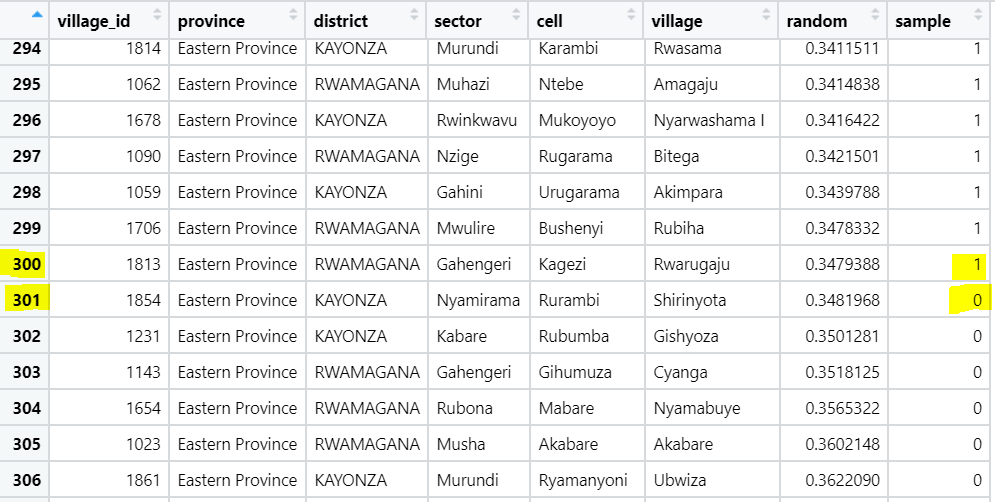 village_id province district sector cell village random sample
294 1814 Eastern Province KAYONZA Murundi Karambi Rwasama 0.3411511 1
295 1062 Eastern Province RWAMAGANA Muhazi Ntebe Amagaju 0.3414838 1
296 1678 Eastern Province KAYONZA Rwinkwavu Mukoyoyo Nyarwashama I 0.3416422 1
297 1090 Eastern Province RWAMAGANA Nzige Rugarama Bitega 0.3421501 1
298 1059 Eastern Province KAYONZA Gahini Urugarama Akimpara 0.3439788 1
299 1706 Eastern Province RWAMAGANA Mwulire Bushenyi Rubiha 0.3478332 1
300 1813 Eastern Province RWAMAGANA Gahengeri Kagezi Rwarugaju 0.3479388 1
301 1854 Eastern Province KAYONZA Nyamirama Rurambi Shirinyota 0.3481968 0
302 1231 Eastern Province KAYONZA Kabare Rubumba Gishyoza 0.3501281 0
303 1143 Eastern Province RWAMAGANA Gahengeri Gihumuza Cyanga 0.3518125 0
304 1654 Eastern Province RWAMAGANA Rubona Mabare Nyamabuye 0.3565322 0
305 1023 Eastern Province RWAMAGANA Musha Akabare Akabare 0.3602148 0
306 1861 Eastern Province KAYONZA Murundi Ryamanyoni Ubwiza 0.3622090 0